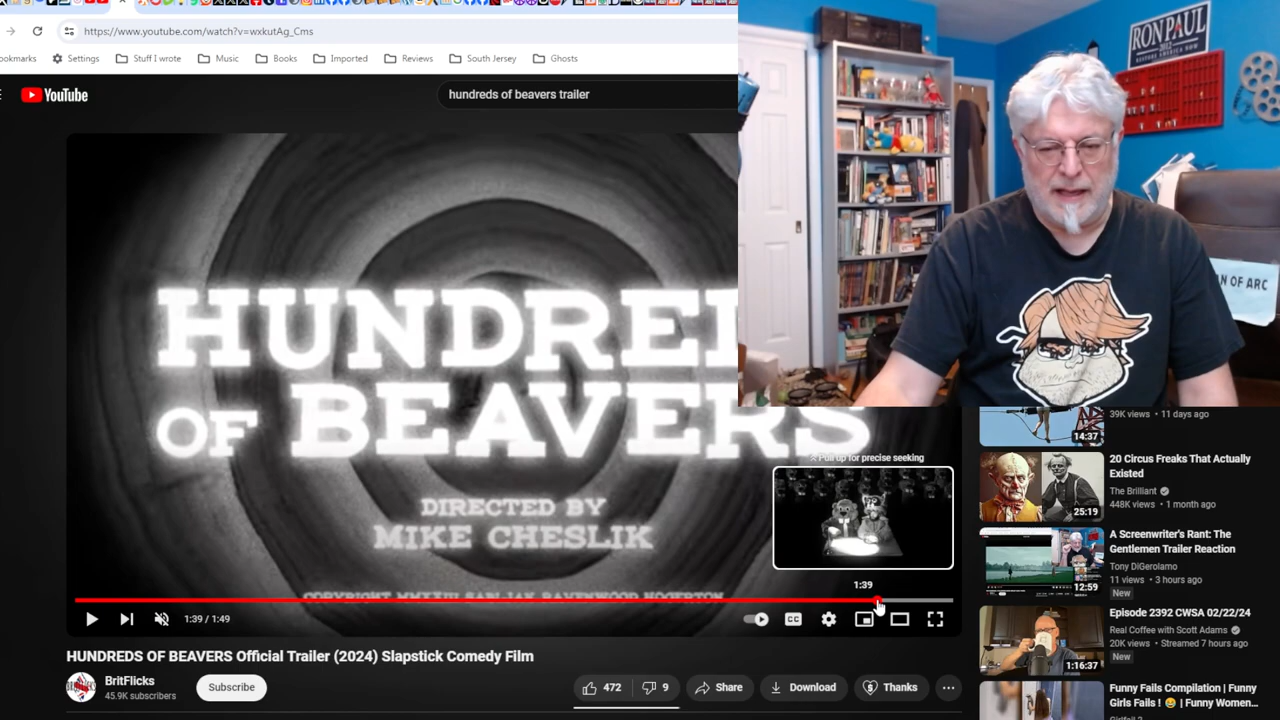 https://www.youtube.com/watch?v=wxkutAg_Cms
ookmarks Settings Stuff I wrote Music Books Imported Reviews South Jersey Ghosts
YouTube
hundreds of beavers trailer
RON PAUL
2012
N OF ARC
HUNDRE
OF BEAVERS
DIRECTED BY
IKE CHESLIK
Pull up for precise seeking
1:39
1:39 / 1:49
CC
HUNDREDS OF BEAVERS Official Trailer (2024) Slapstick Comedy Film
BritFlicks
45.9K subscribers
Subscribe
472
9
Share
Download
Thanks
39K views • 11 days ago
14:37
20 Circus Freaks That Actually
Existed
The Brilliant
448K views • 1 month ago
25:19
A Screenwriter's Rant: The
Gentlemen Trailer Reaction
Tony DiGerolamo
11 views • 3 hours ago
New
12:59
Episode 2392 CWSA 02/22/24
Real Coffee with Scott Adams
20K views • Streamed 7 hours ago
New
1:16:37
Funny Fails Compilation | Funny
Girls Fails ! 😂 | Funny Women...